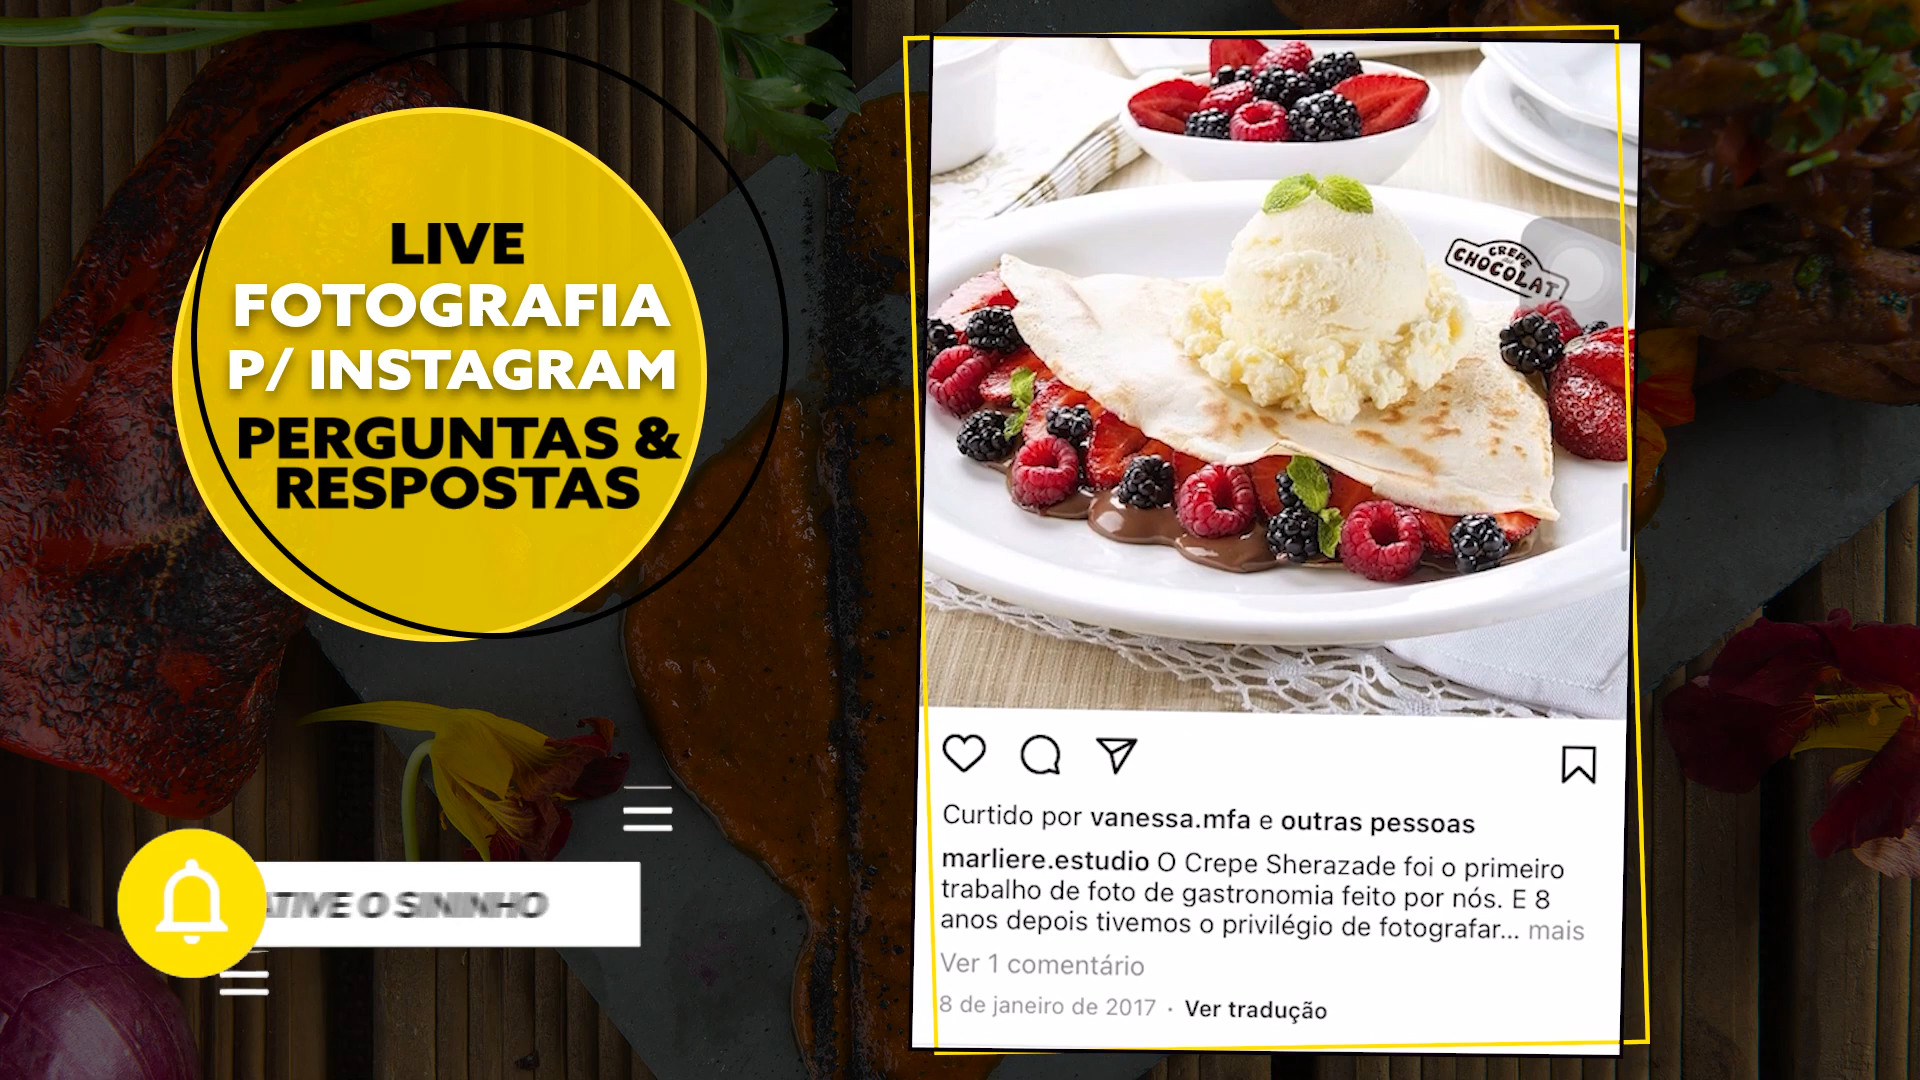 LIVE
FOTOGRAFIA
P/ INSTAGRAM
PERGUNTAS &
RESPOSTAS
ATIVE O SININHO
CREPE
CHOCOLAT
Curtido por vanessa.mfa e outras pessoas
marliere.estudio O Crepe Sherazade foi o primeiro
trabalho de foto de gastronomia feito por nós. E 8
anos depois tivemos o privilégio de fotografar... mais
Ver 1 comentário
8 de janeiro de 2017 · Ver tradução